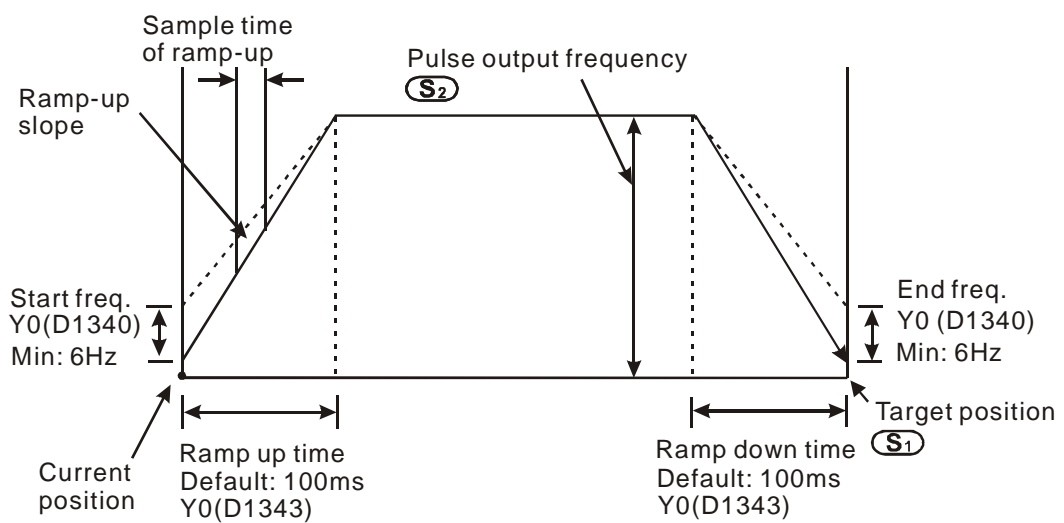 Sample time
of ramp-up
Pulse output frequency
S2
Ramp-up
slope
Start freq.
Y0(D1340)
Min: 6Hz
End freq.
Y0 (D1340)
Min: 6Hz
Target position
S1
Current
position
Ramp up time
Default: 100ms
Y0(D1343)
Ramp down time
Default: 100ms
Y0(D1343)